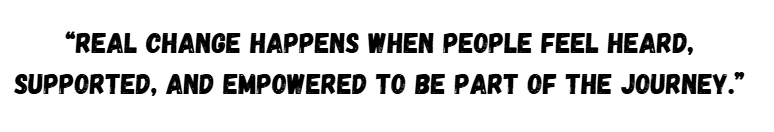 “REAL CHANGE HAPPENS WHEN PEOPLE FEEL HEARD,
SUPPORTED, AND EMPOWERED TO BE PART OF THE JOURNEY.”